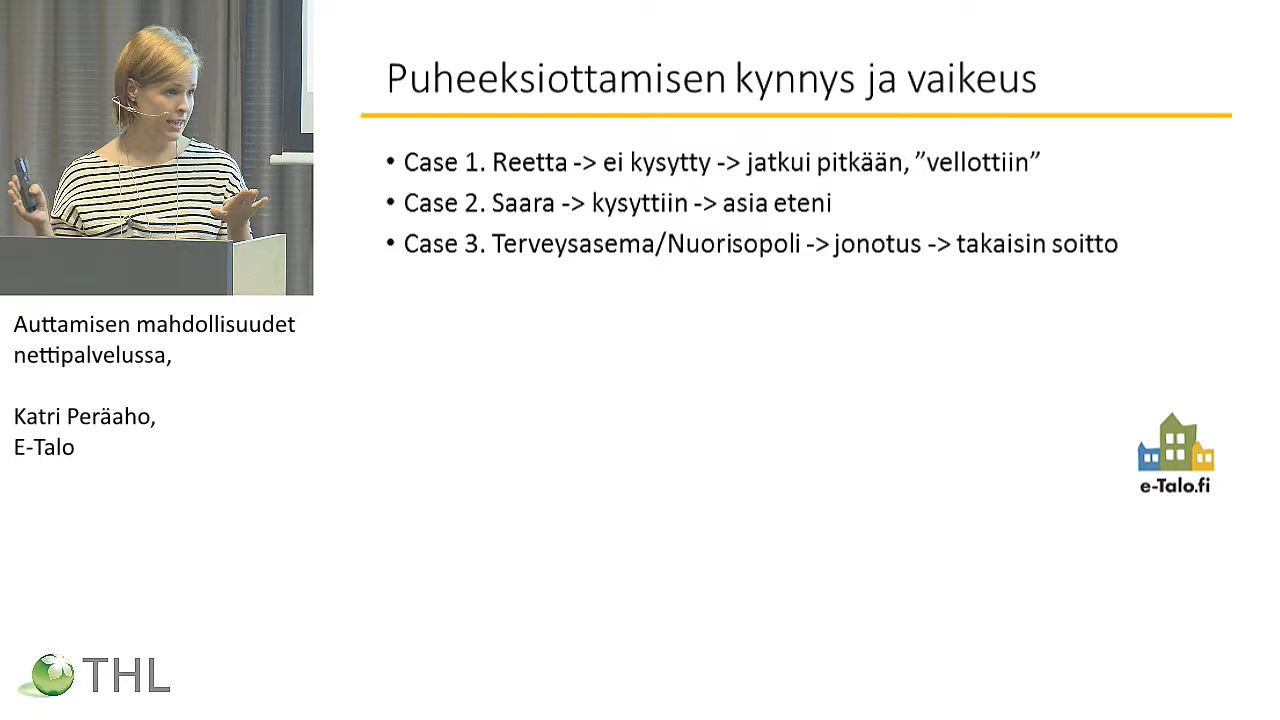 Puheeksiottamisen kynnys ja vaikeus
• Case 1. Reetta -> ei kysytty -> jatkui pitkään, ”vellottiin”
• Case 2. Saara -> kysyttiin -> asia eteni
• Case 3. Terveysasema/Nuorisopoli -> jonotus -> takaisin soitto
Auttamisen mahdollisuudet
nettipalvelussa,
Katri Peräaho,
E-Talo
e-Talo.fi
THL